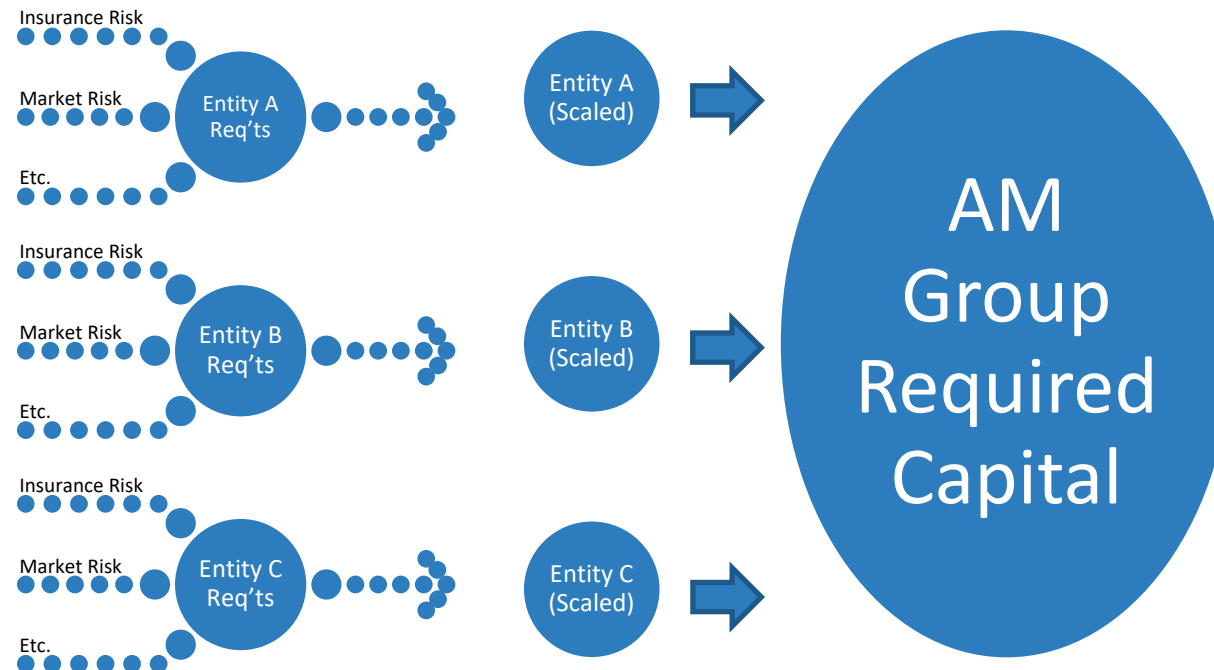 Insurance Risk
Market Risk
Etc.
Entity A
Req'ts
Entity A
(Scaled)
Insurance Risk
Market Risk
Etc.
Entity B
Req'ts
Entity B
(Scaled)
Insurance Risk
Market Risk
Etc.
Entity C
Req'ts
Entity C
(Scaled)
AM
Group
Required
Capital